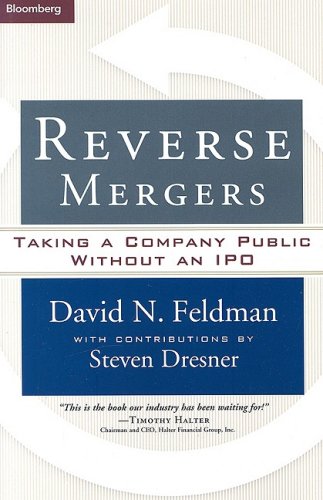 Bloomberg
REVERSE
MERGERS
TAKING A COMPANY PUBLIC
WITHOUT AN IPO
David N. Feldman
WITH CONTRIBUTIONS BY
Steven Dresner
"This is the book our industry has been waiting for!"
—TIMOTHY HALTER
Chairman and CEO, Halter Financial Group, Inc.